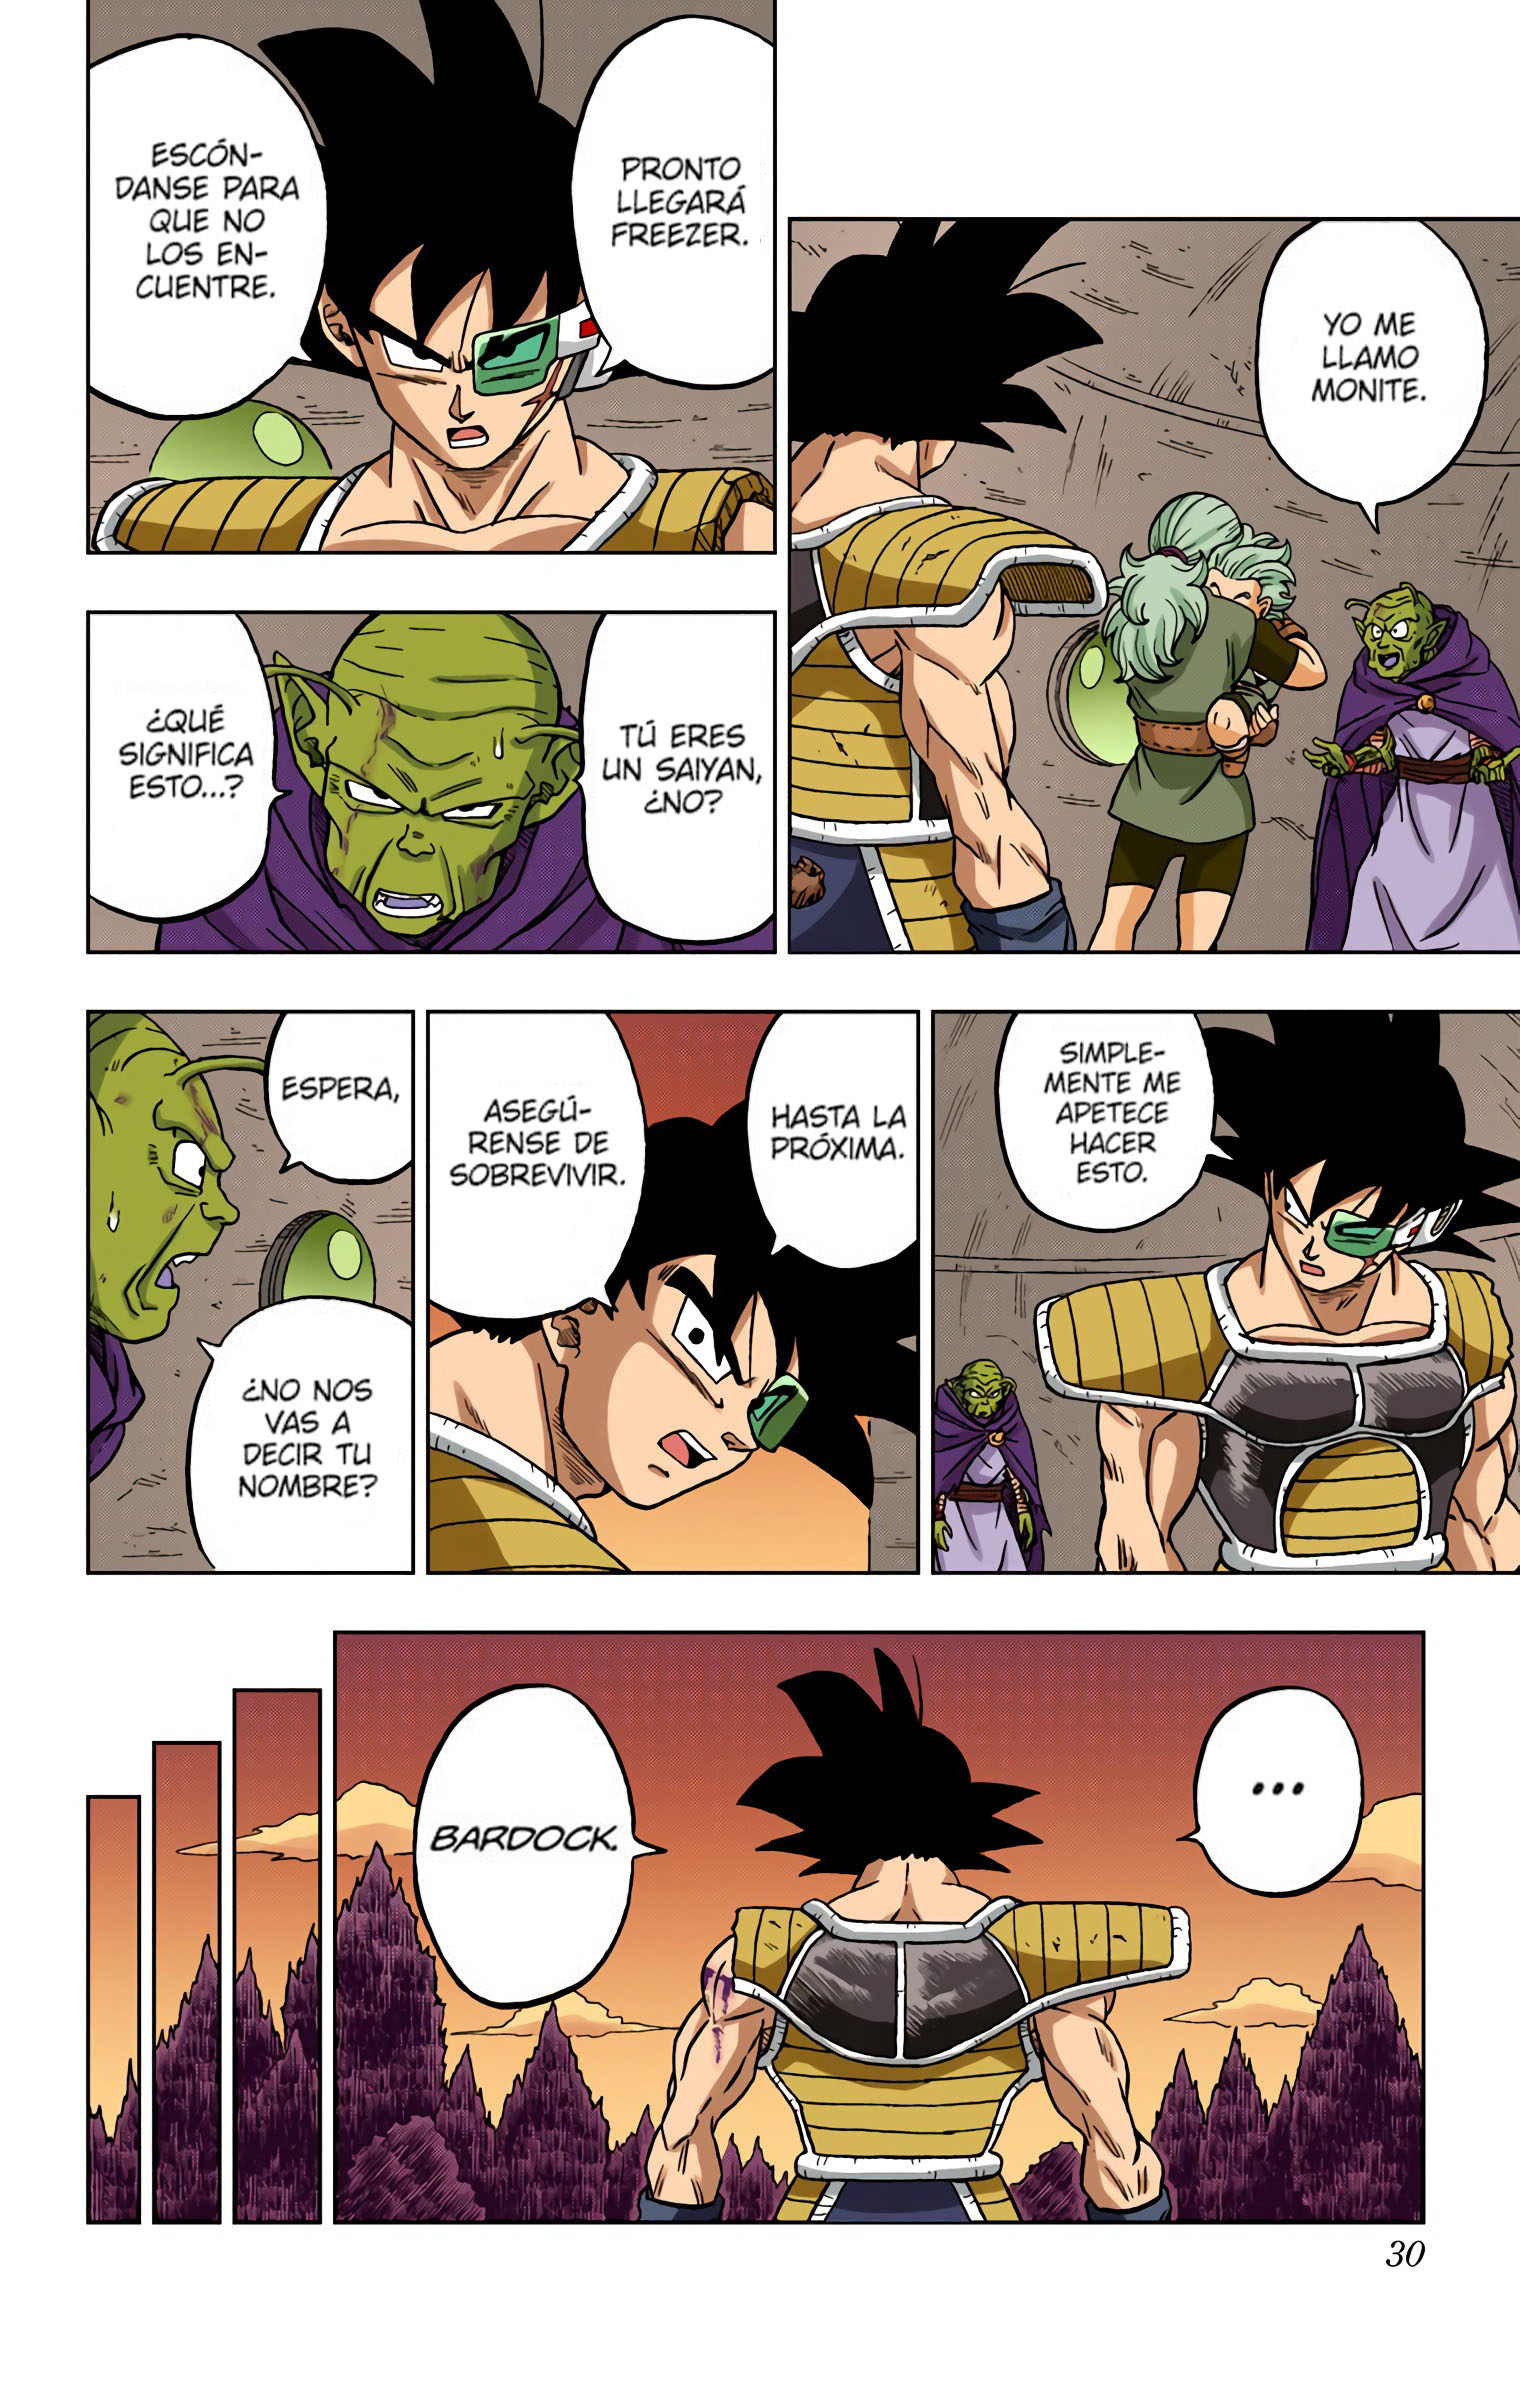 YO ME
LLAMO
MONITE.
PRONTO
LLEGARÁ
FREEZER.
ESCÓN-
DANSE PARA
QUE NO
LOS EN-
CUENTRE.
TÚ ERES
UN SAIYAN,
¿NO?
¿QUÉ
SIGNIFICA
ESTO...?
SIMPLE-
MENTE ME
APETECE
HACER
ESTO.
HASTA LA
PRÓXIMA.
ASEGÚ-
RENSE DE
SOBREVIVIR.
ESPERA,
¿NO NOS
VAS A
DECIR TU
NOMBRE?
...
BARDOCK.
30